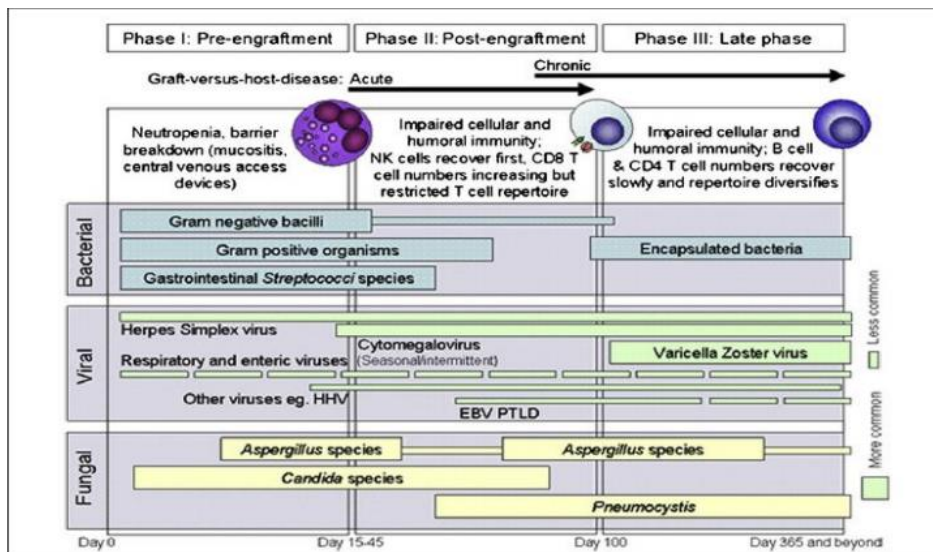 Phase I: Pre-engraftment
Phase II: Post-engraftment
Phase III: Late phase
Chronic
Graft-versus-host-disease: Acute
Neutropenia, barrier
breakdown (mucositis,
central venous access
devices)
Impaired cellular and
humoral immunity;
NK cells recover first, CD8 T
cell numbers increasing but
restricted T cell repertoire
Impaired cellular and
humoral immunity; B cell
& CD4 T cell numbers recover
slowly and repertoire diversifies
Bacterial
Gram negative bacilli
Gram positive organisms
Encapsulated bacteria
Gastrointestinal Streptococci species
Viral
Herpes Simplex virus
Cytomegalovirus
Respiratory and enteric viruses (Seasonal/intermittent)
Varicella Zoster virus
Other viruses eg. HHV
EBV PTLD
Less common
More common
Fungal
Aspergillus species
Aspergillus species
Candida species
Pneumocystis
Day 0
Day 15-45
Day 100
Day 365 and beyond